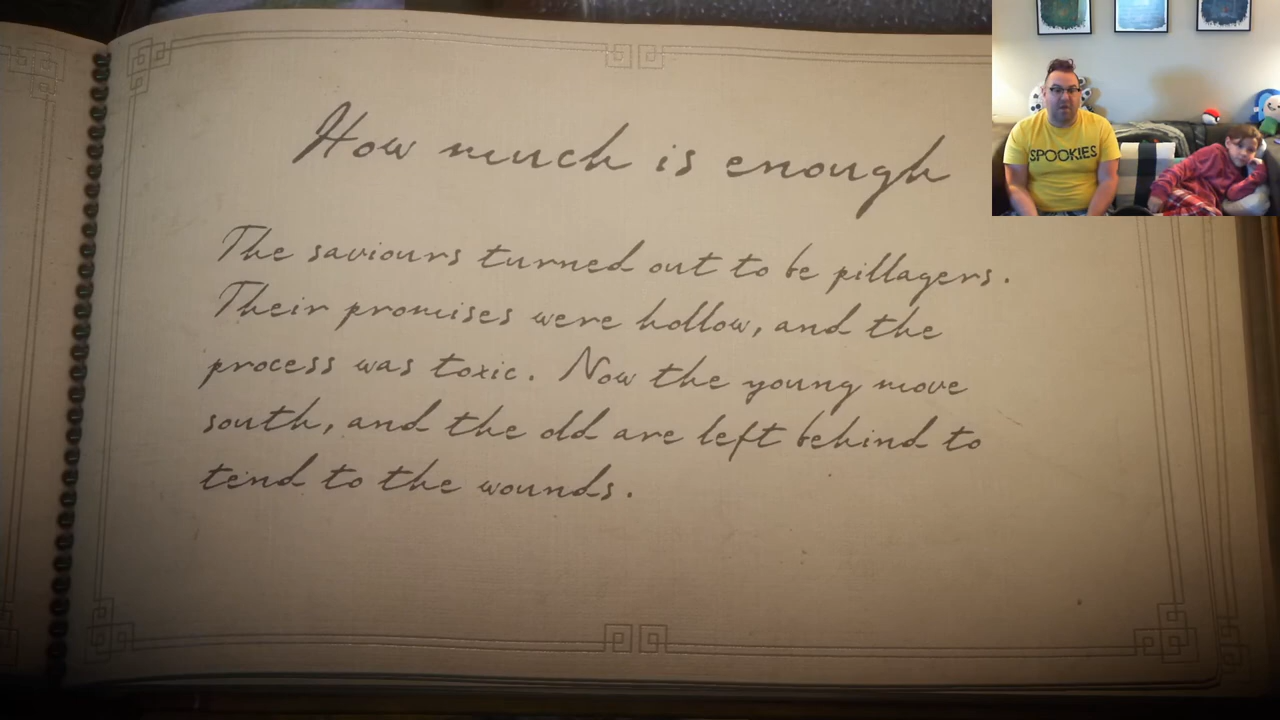 How much is enough
The saviours turned out to be pillagers.
Their promises were hollow, and the
process was toxic. Now the young move
south, and the old are left behind to
tend to the wounds.
SPOOKIES